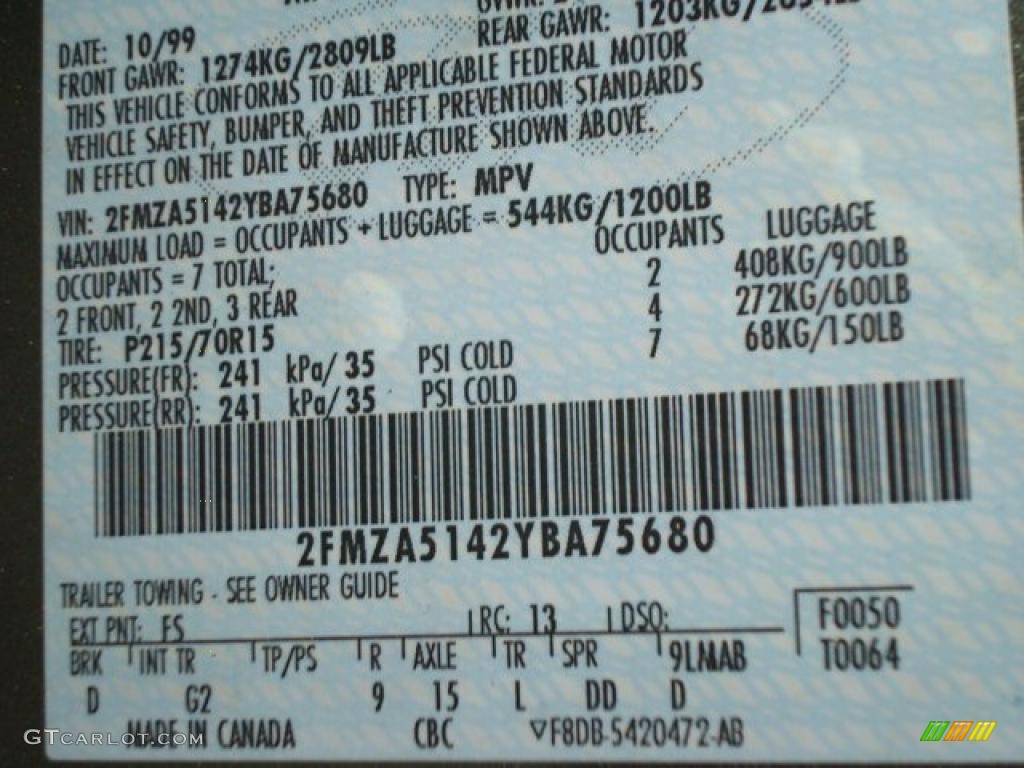 REAR GAWR:
DATE: 10/99
FRONT GAWR: 1274KG/2809LB
THIS VEHICLE CONFORMS TO ALL APPLICABLE FEDERAL MOTOR
VEHICLE SAFETY, BUMPER, AND THEFT PREVENTION STANDARDS
IN EFFECT ON THE DATE OF MANUFACTURE SHOWN ABOVE.
VIN: 2FMZA5142YBA75680 TYPE: MPV
MAXIMUM LOAD = OCCUPANTS + LUGGAGE = 544KG/1200LB
OCCUPANTS = 7 TOTAL; OCCUPANTS LUGGAGE
2 FRONT, 2 2ND, 3 REAR 2 408KG/900LB
TIRE: P215/70R15 4 272KG/600LB
PRESSURE(FR): 241 kPa/ 35 PSI COLD 7 68KG/150LB
PRESSURE(RR): 241 kPa/ 35 PSI COLD
2FMZA5142YBA75680
TRAILER TOWING - SEE OWNER GUIDE
EXT PNT: FS RC: 13 DSO: F0050
BRK INT TR TP/PS R AXLE TR SPR 9LMAB T0064
D G2 9 15 L DD D
MADE IN CANADA CBC ▽F8DB-5420472-AB
GTcarlot.com